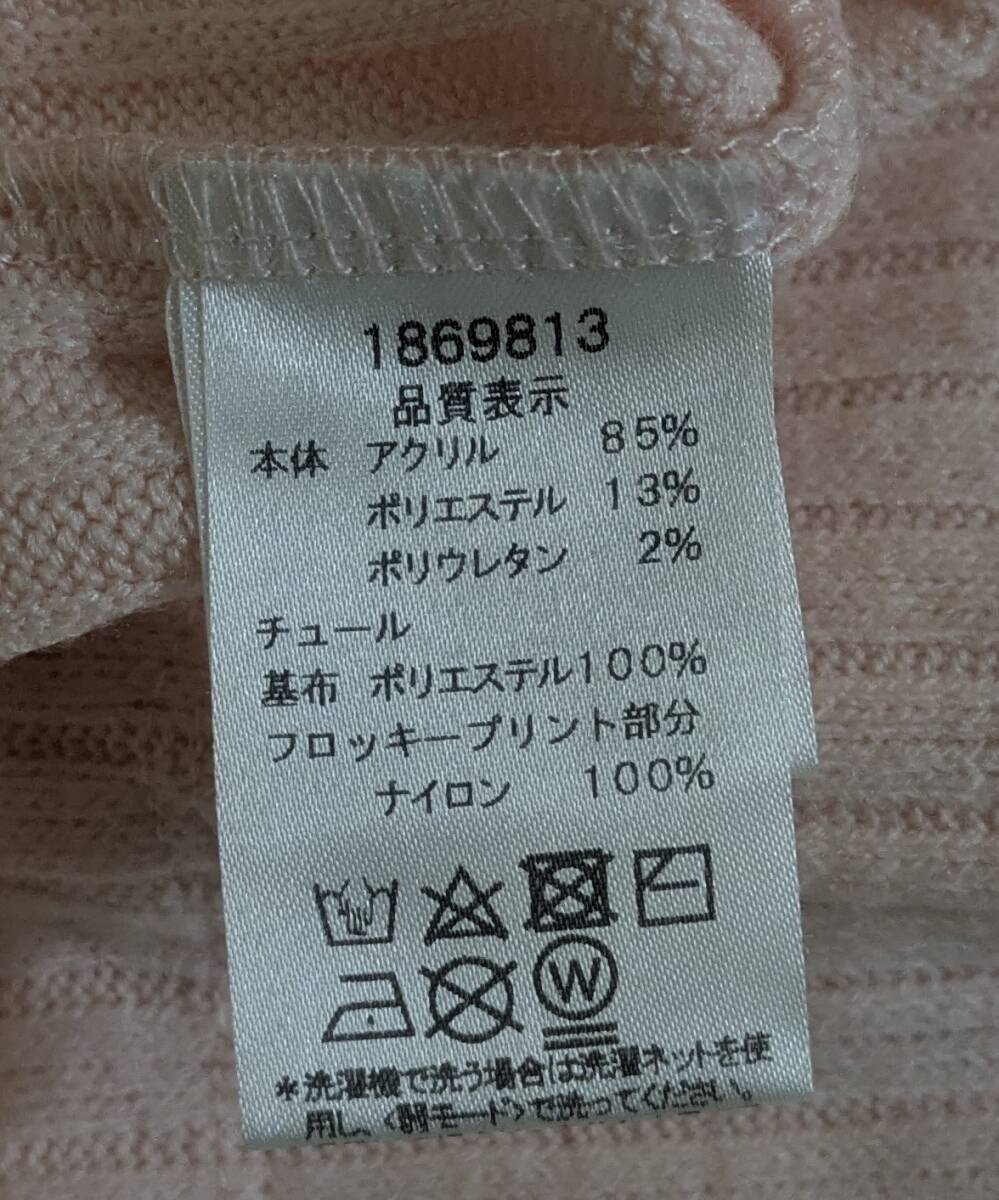 1869813
品質表示
本体 アクリル 85%
ポリエステル 13%
ポリウレタン 2%
チュール
基布 ポリエステル100%
フロッキープリント部分
ナイロン 100%
W
*洗濯機で洗う場合は洗濯ネットを使
用し、<弱モード>で洗ってください。